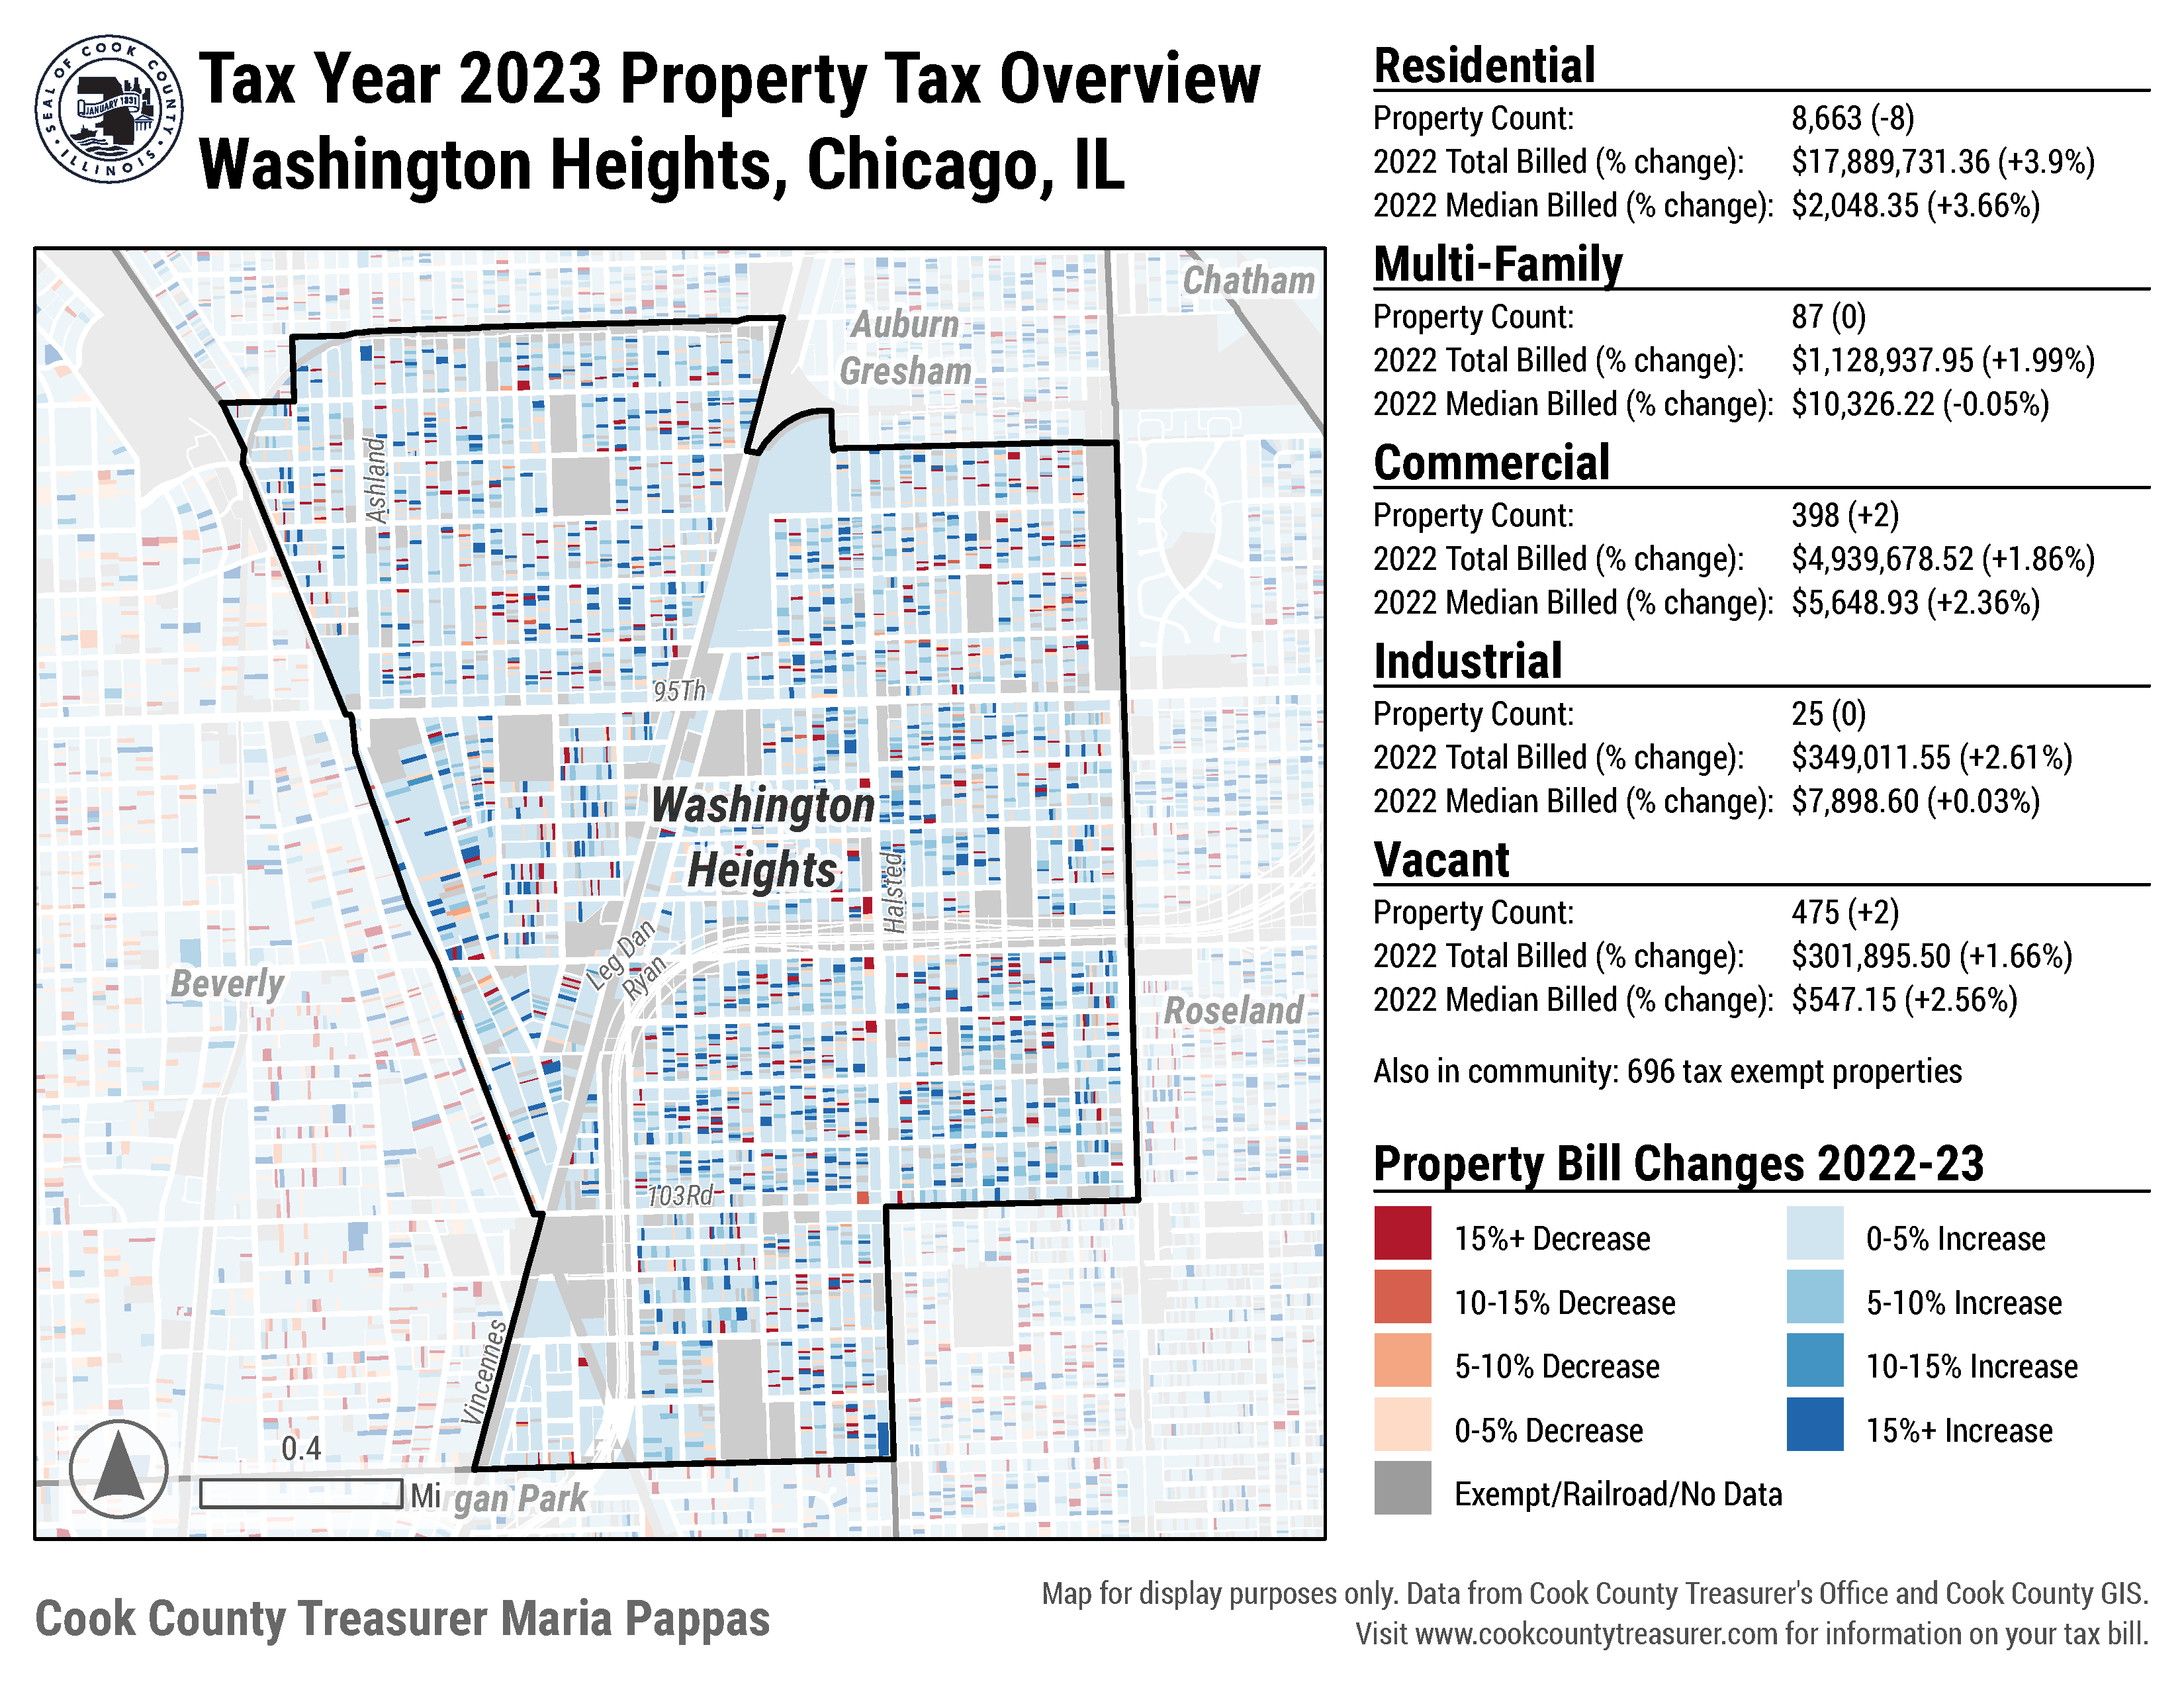 SEAL OF COOK COUNTY
ILLINOIS
JANUARY 1831
Tax Year 2023 Property Tax Overview
Washington Heights, Chicago, IL
Residential
Property Count: 8,663 (-8)
2022 Total Billed (% change): $17,889,731.36 (+3.9%)
2022 Median Billed (% change): $2,048.35 (+3.66%)
Multi-Family
Property Count: 87 (0)
2022 Total Billed (% change): $1,128,937.95 (+1.99%)
2022 Median Billed (% change): $10,326.22 (-0.05%)
Commercial
Property Count: 398 (+2)
2022 Total Billed (% change): $4,939,678.52 (+1.86%)
2022 Median Billed (% change): $5,648.93 (+2.36%)
Industrial
Property Count: 25 (0)
2022 Total Billed (% change): $349,011.55 (+2.61%)
2022 Median Billed (% change): $7,898.60 (+0.03%)
Vacant
Property Count: 475 (+2)
2022 Total Billed (% change): $301,895.50 (+1.66%)
2022 Median Billed (% change): $547.15 (+2.56%)
Also in community: 696 tax exempt properties
Property Bill Changes 2022-23
15%+ Decrease
10-15% Decrease
5-10% Decrease
0-5% Decrease
Exempt/Railroad/No Data
0-5% Increase
5-10% Increase
10-15% Increase
15%+ Increase
Chatham
Auburn
Gresham
Ashland
95Th
Washington
Heights
Halsted
Leg Dan
Ryan
Beverly
Roseland
103Rd
Vincennes
0.4
Mi
rgan Park
Cook County Treasurer Maria Pappas
Map for display purposes only. Data from Cook County Treasurer's Office and Cook County GIS.
Visit www.cookcountytreasurer.com for information on your tax bill.